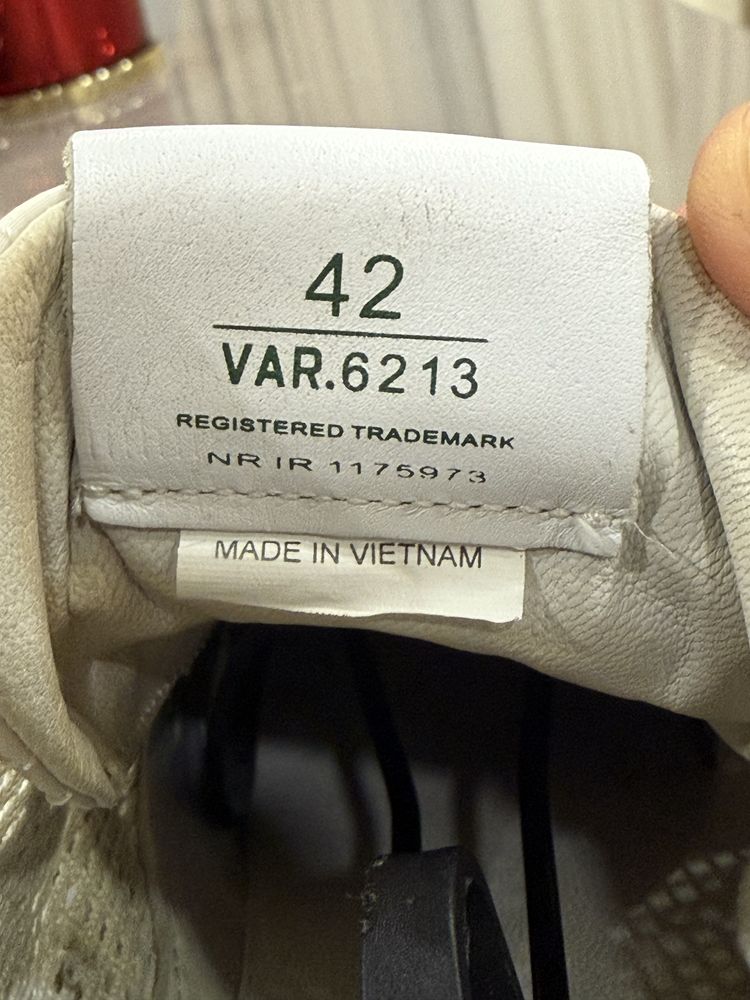 42
VAR.6213
REGISTERED TRADEMARK
NR IR 1175973
MADE IN VIETNAM